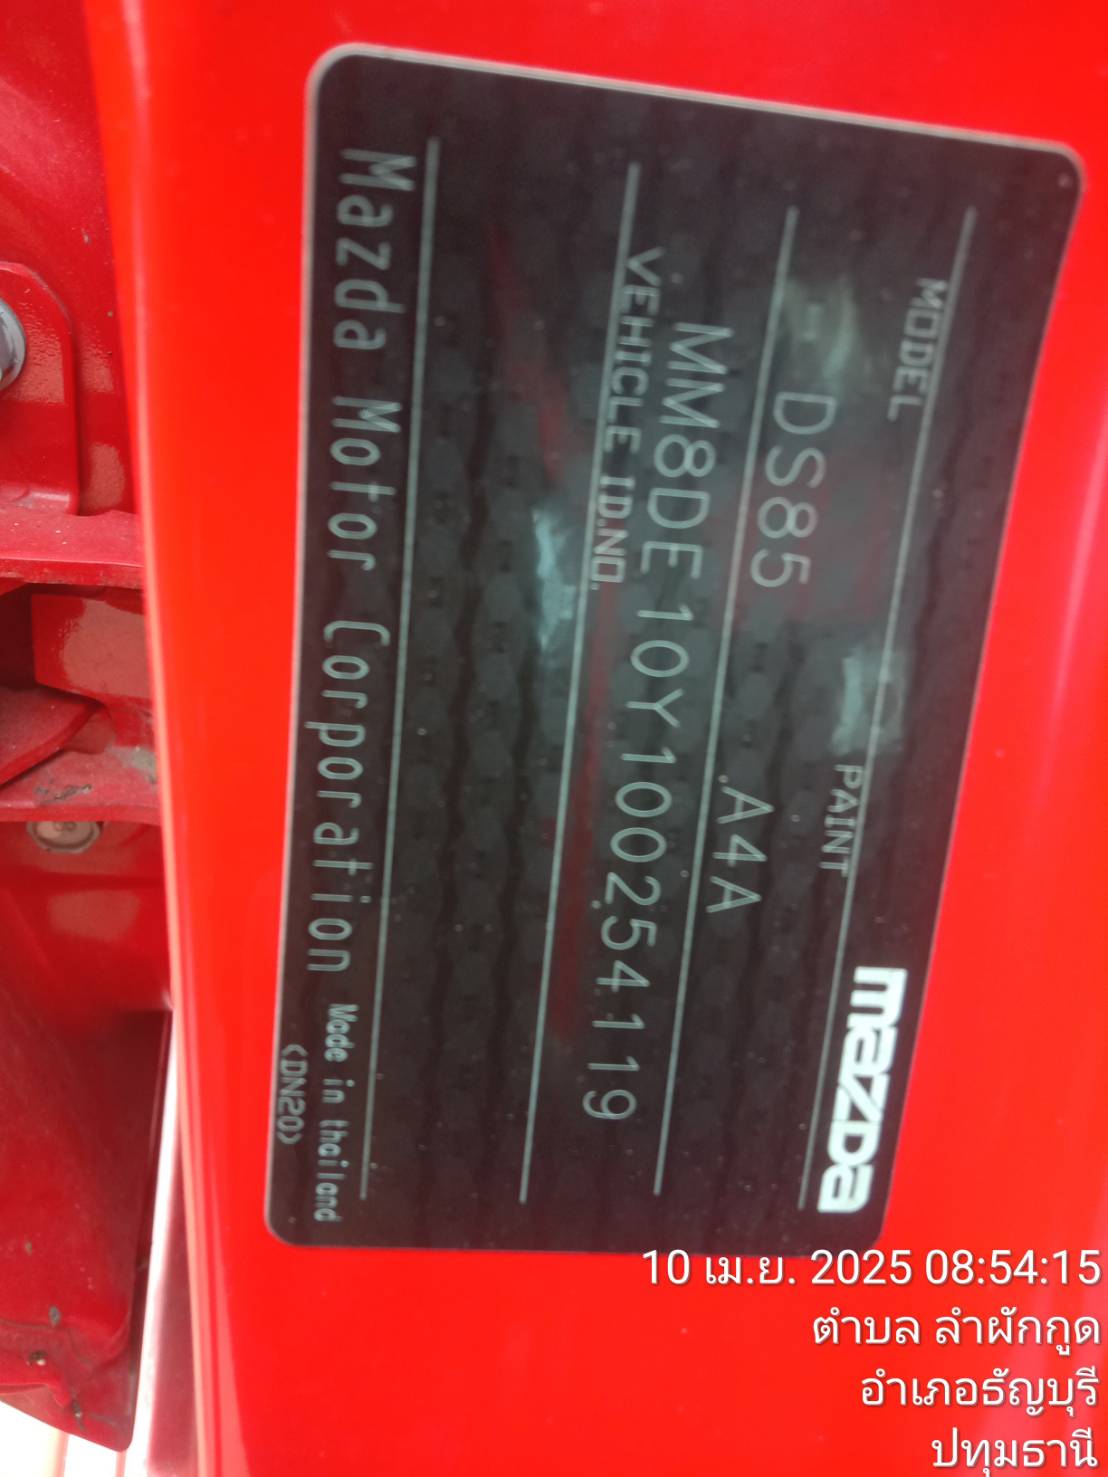 mazda
MODEL PAINT
DS85 A4A
MM8DE10Y100254119
VEHICLE ID.NO.
Mazda Motor Corporation Made in thailand
<DN20>
10 เม.ย. 2025 08:54:15
ตำบล ลำผักกูด
อำเภอธัญบุรี
ปทุมธานี